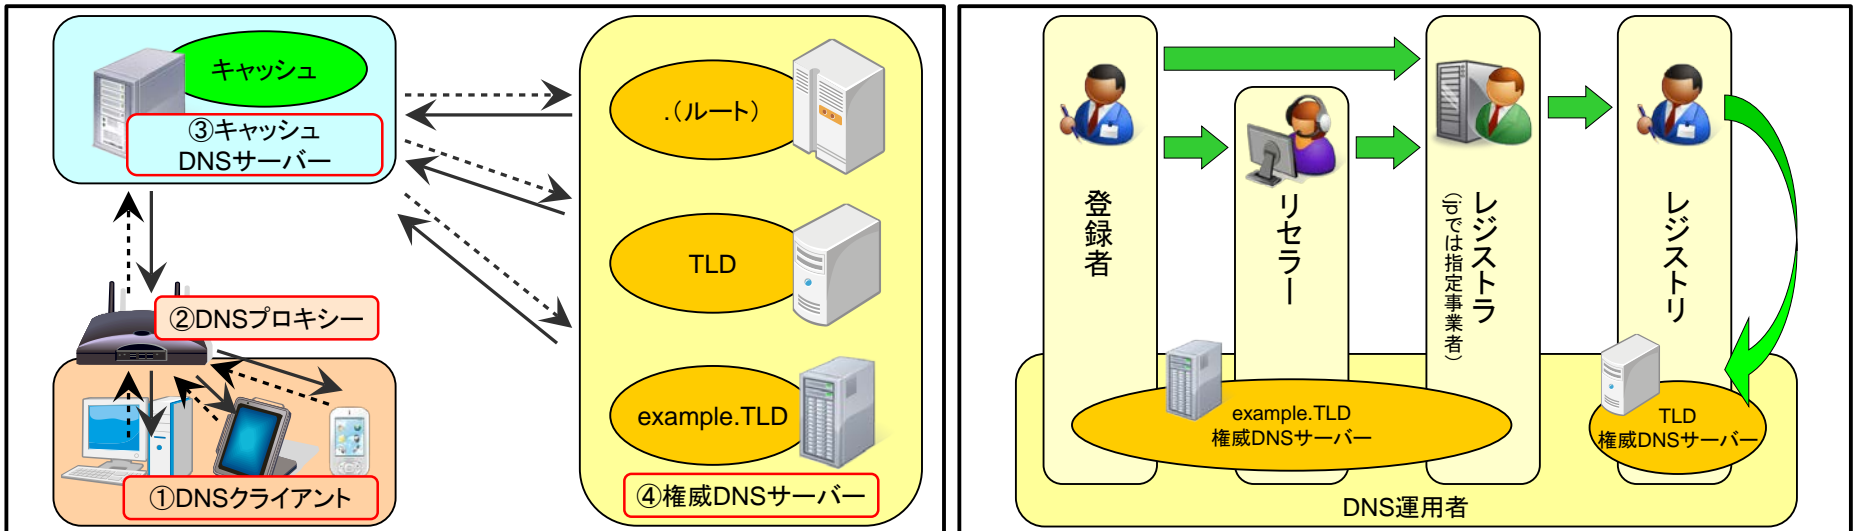 キャッシュ
③キャッシュ
DNSサーバー
②DNSプロキシー
①DNSクライアント
.(ルート)
TLD
example.TLD
④権威DNSサーバー
登録者
リセラー
レジストラ
(jpでは指定事業者)
レジストリ
example.TLD
権威DNSサーバー
TLD
権威DNSサーバー
DNS運用者